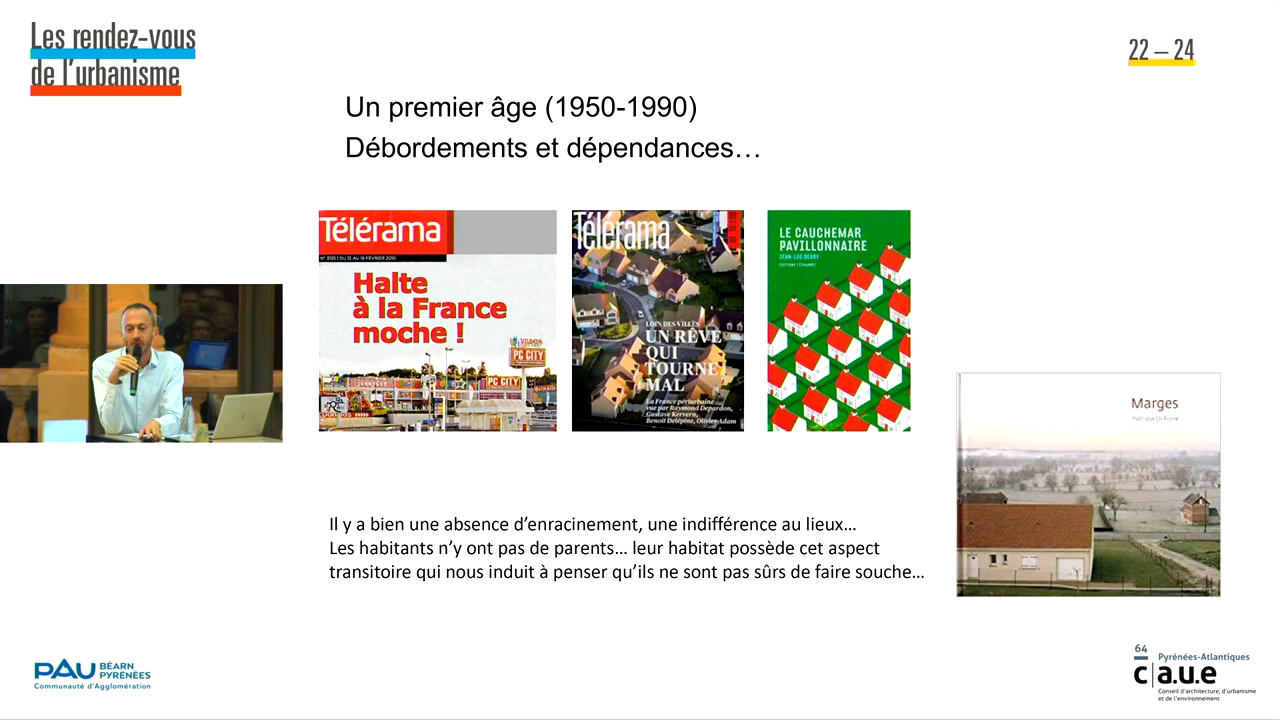 Les rendez-vous
de l'urbanisme
22 – 24
Un premier âge (1950-1990)
Débordements et dépendances…
Télérama
N° 3135 | DU 13 AU 19 FÉVRIER 2010
Halte
à la France
moche !
PC CITY
PC CITY
Télérama
LOIN DES VILLES
UN RÊVE
QUI
TOURNE
MAL
La France périurbaine
vue par Raymond Depardon,
Gustave Kervern,
Benoît Delépine, Olivier Adam
LE CAUCHEMAR
PAVILLONNAIRE
JEAN-LUC DEBRY
Marges
Patrizia Di Fiore
Il y a bien une absence d'enracinement, une indifférence au lieux…
Les habitants n'y ont pas de parents… leur habitat possède cet aspect
transitoire qui nous induit à penser qu'ils ne sont pas sûrs de faire souche…
PAU BÉARN
PYRÉNÉES
Communauté d'Agglomération
64
Pyrénées-Atlantiques
c|a.u.e
Conseil d'architecture, d'urbanisme
et de l'environnement